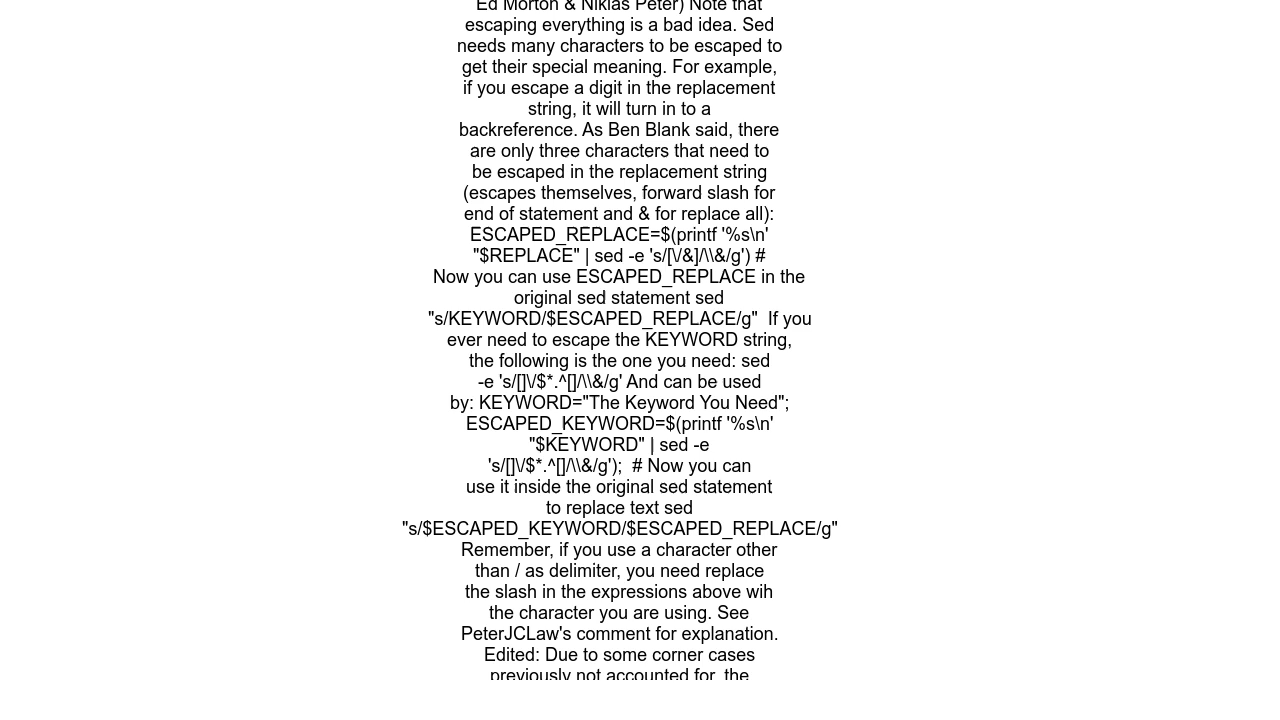 Ed Morton & Niklas Peter) Note that
escaping everything is a bad idea. Sed
needs many characters to be escaped to
get their special meaning. For example,
if you escape a digit in the replacement
string, it will turn in to a
backreference. As Ben Blank said, there
are only three characters that need to
be escaped in the replacement string
(escapes themselves, forward slash for
end of statement and & for replace all):
ESCAPED_REPLACE=$(printf '%s\n'
"$REPLACE" | sed -e 's/[\/&]/\\&/g') #
Now you can use ESCAPED_REPLACE in the
original sed statement sed
"s/KEYWORD/$ESCAPED_REPLACE/g"  If you
ever need to escape the KEYWORD string,
the following is the one you need: sed
-e 's/[]\/$*.^[]/\\&/g' And can be used
by: KEYWORD="The Keyword You Need";
ESCAPED_KEYWORD=$(printf '%s\n'
"$KEYWORD" | sed -e
's/[]\/$*.^[]/\\&/g');  # Now you can
use it inside the original sed statement
to replace text sed
"s/$ESCAPED_KEYWORD/$ESCAPED_REPLACE/g"
Remember, if you use a character other
than / as delimiter, you need replace
the slash in the expressions above wih
the character you are using. See
PeterJCLaw's comment for explanation.
Edited: Due to some corner cases
previously not accounted for, the